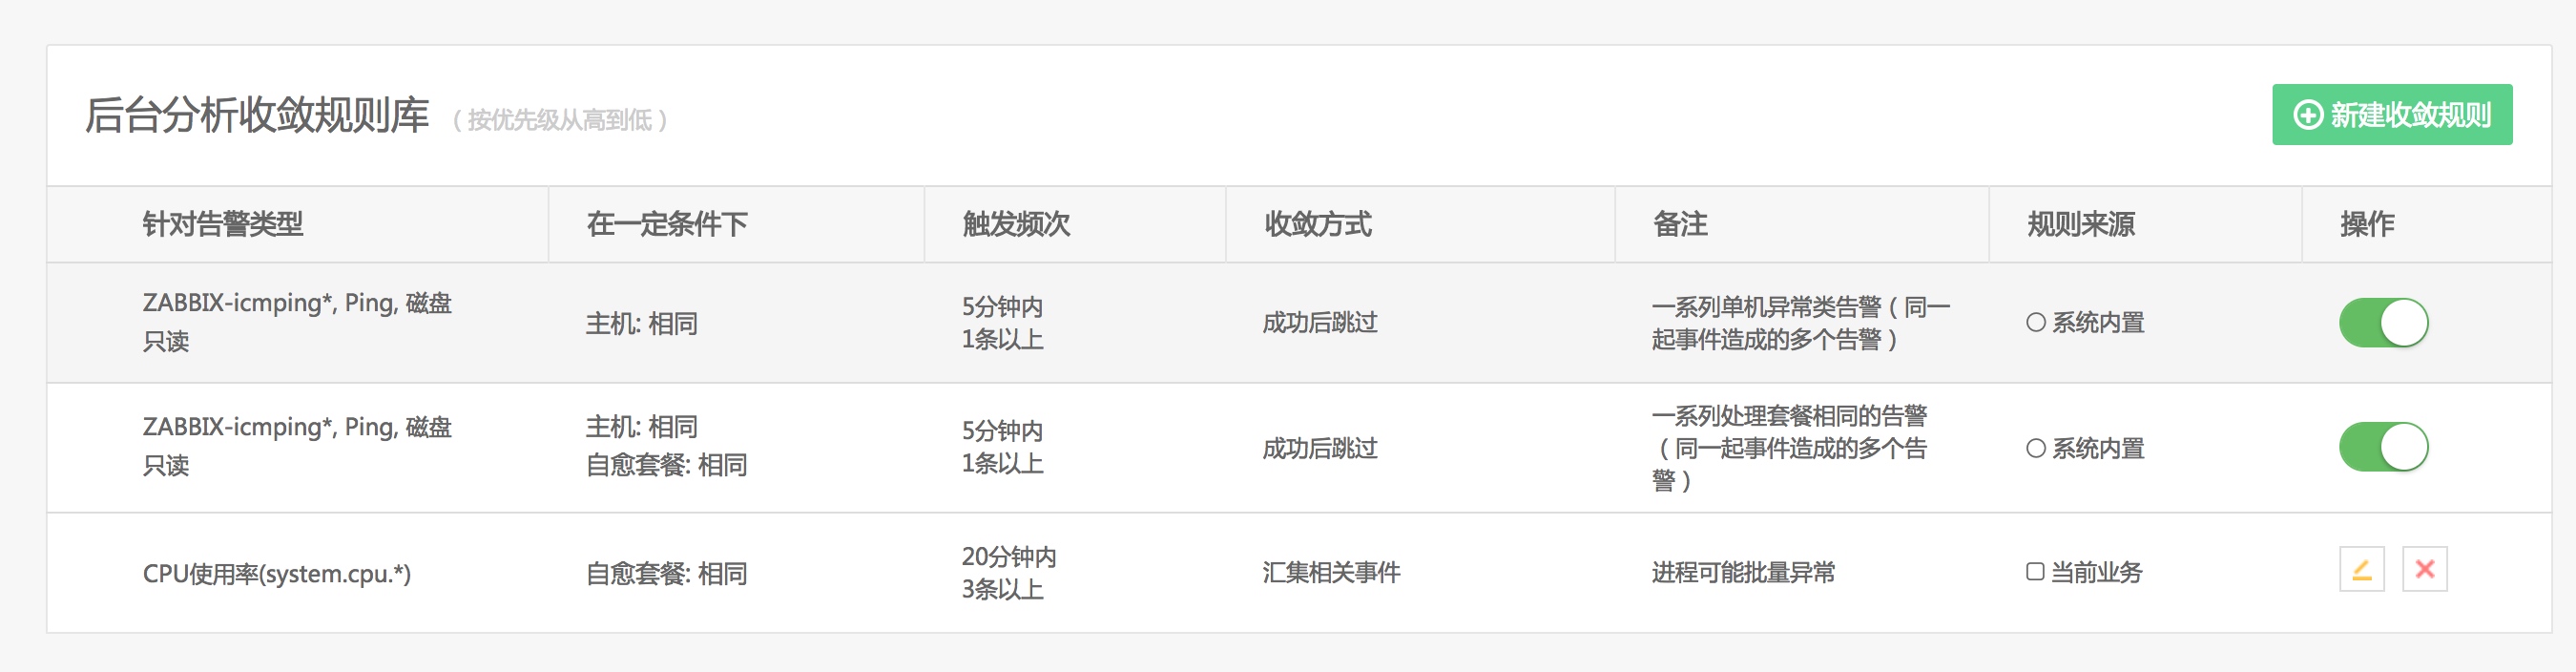 后台分析收敛规则库 （按优先级从高到低）
新建收敛规则
针对告警类型 在一定条件下 触发频次 收敛方式 备注 规则来源 操作
ZABBIX-icmping*, Ping, 磁盘
只读
主机: 相同
5分钟内
1条以上
成功后跳过
一系列单机异常类告警（同一
起事件造成的多个告警）
系统内置
ZABBIX-icmping*, Ping, 磁盘
只读
主机: 相同
自愈套餐: 相同
5分钟内
1条以上
成功后跳过
一系列处理套餐相同的告警
（同一起事件造成的多个告
警）
系统内置
CPU使用率(system.cpu.*)
自愈套餐: 相同
20分钟内
3条以上
汇集相关事件
进程可能批量异常
当前业务